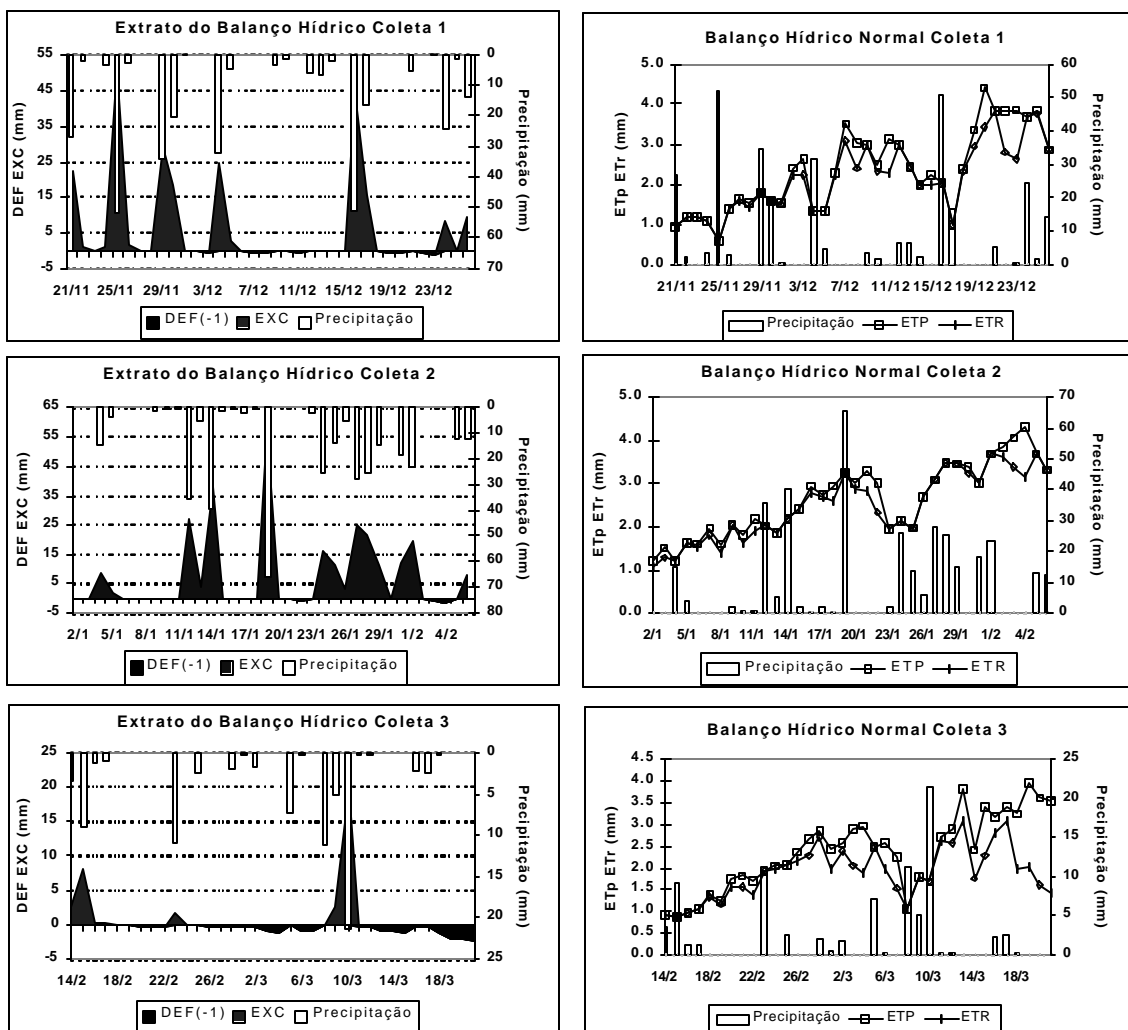 Extrato do Balanço Hídrico Coleta 1
DEF EXC (mm)
55
45
35
25
15
5
-5
0
10
20
30
40
50
60
70
Precipitação (mm)
21/11 25/11 29/11 3/12 7/12 11/12 15/12 19/12 23/12
DEF(-1) EXC Precipitação
Balanço Hídrico Normal Coleta 1
ETp ETr (mm)
5.0
4.0
3.0
2.0
1.0
0.0
60
50
40
30
20
10
0
Precipitação (mm)
21/11 25/11 29/11 3/12 7/12 11/12 15/12 19/12 23/12
Precipitação ETP ETR
Extrato do Balanço Hídrico Coleta 2
DEF EXC (mm)
65
55
45
35
25
15
5
-5
0
10
20
30
40
50
60
70
80
Precipitação (mm)
2/1 5/1 8/1 11/1 14/1 17/1 20/1 23/1 26/1 29/1 1/2 4/2
DEF(-1) EXC Precipitação
Balanço Hídrico Normal Coleta 2
ETp ETr (mm)
5.0
4.0
3.0
2.0
1.0
0.0
70
60
50
40
30
20
10
0
Precipitação (mm)
2/1 5/1 8/1 11/1 14/1 17/1 20/1 23/1 26/1 29/1 1/2 4/2
Precipitação ETP ETR
Extrato do Balanço Hídrico Coleta 3
DEF EXC (mm)
25
20
15
10
5
0
-5
0
5
10
15
20
25
Precipitação (mm)
14/2 18/2 22/2 26/2 2/3 6/3 10/3 14/3 18/3
DEF(-1) EXC Precipitação
Balanço Hídrico Normal Coleta 3
ETp ETr (mm)
4.5
4.0
3.5
3.0
2.5
2.0
1.5
1.0
0.5
0.0
25
20
15
10
5
0
Precipitação (mm)
14/2 18/2 22/2 26/2 2/3 6/3 10/3 14/3 18/3
Precipitação ETP ETR